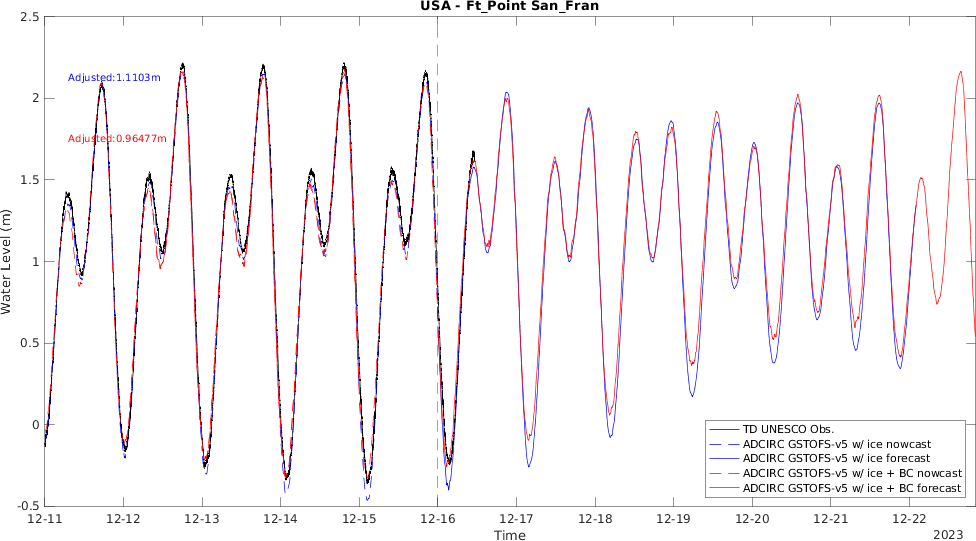 USA - Ft_Point San_Fran
2.5
2
1.5
1
0.5
0
-0.5
Water Level (m)
Adjusted:1.1103m
Adjusted:0.96477m
TD UNESCO Obs.
ADCIRC GSTOFS-v5 w/ ice nowcast
ADCIRC GSTOFS-v5 w/ ice forecast
ADCIRC GSTOFS-v5 w/ ice + BC nowcast
ADCIRC GSTOFS-v5 w/ ice + BC forecast
12-11 12-12 12-13 12-14 12-15 12-16 12-17 12-18 12-19 12-20 12-21 12-22
Time
2023